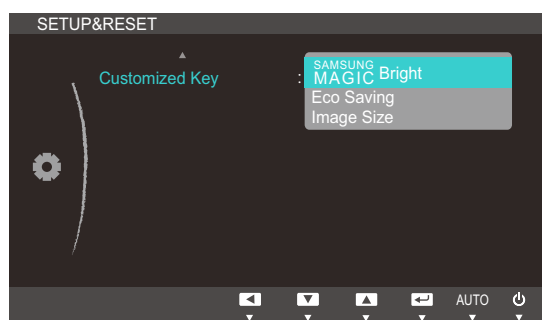 SETUP&RESET
Customized Key : SAMSUNG MAGIC Bright
Eco Saving
Image Size
AUTO